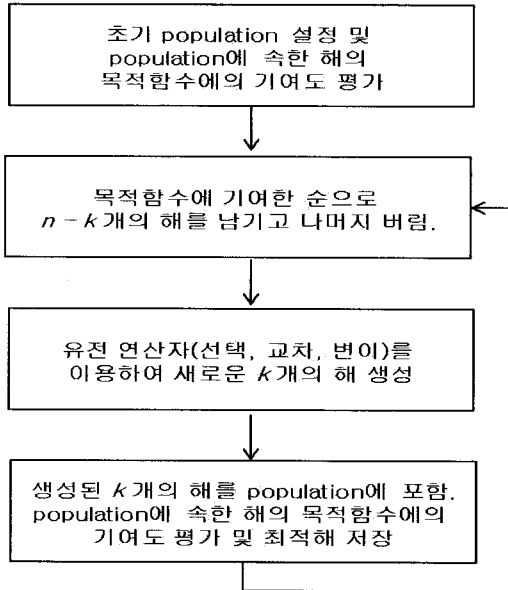 초기 population 설정 및
population에 속한 해의
목적함수에의 기여도 평가
목적함수에 기여한 순으로
n - k개의 해를 남기고 나머지 버림.
유전 연산자(선택, 교차, 변이)를
이용하여 새로운 k개의 해 생성
생성된 k개의 해를 population에 포함.
population에 속한 해의 목적함수에의
기여도 평가 및 최적해 저장